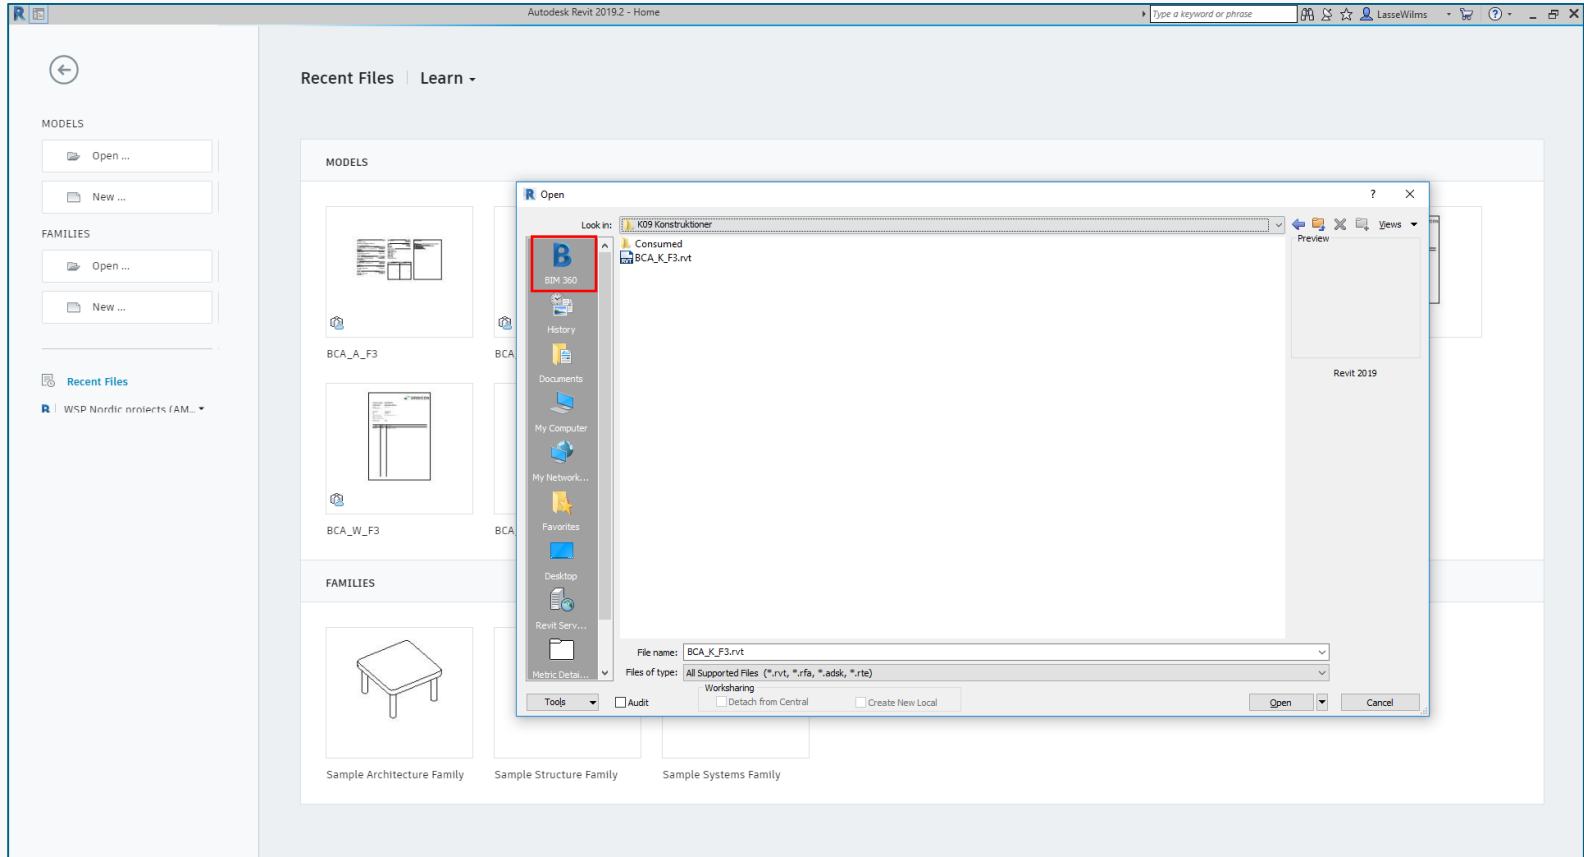 Autodesk Revit 2019.2 - Home
Type a keyword or phrase
LasseWilms
Recent Files
Learn
MODELS
Open ...
New ...
FAMILIES
Open ...
New ...
Recent Files
R WSP Nordic projects (AM...
MODELS
BCA_A_F3
BCA
BCA_W_F3
BCA
FAMILIES
Sample Architecture Family
Sample Structure Family
Sample Systems Family
R Open
Look in:
K09 Konstruktioner
Views
Consumed
BCA_K_F3.rvt
Preview
Revit 2019
B
BIM 360
History
Documents
My Computer
My Network...
Favorites
Desktop
Revit Serv...
Metric Detai...
File name:
BCA_K_F3.rvt
Files of type:
All Supported Files (*.rvt, *.rfa, *.adsk, *.rte)
Tools
Audit
Worksharing
Detach from Central
Create New Local
Open
Cancel